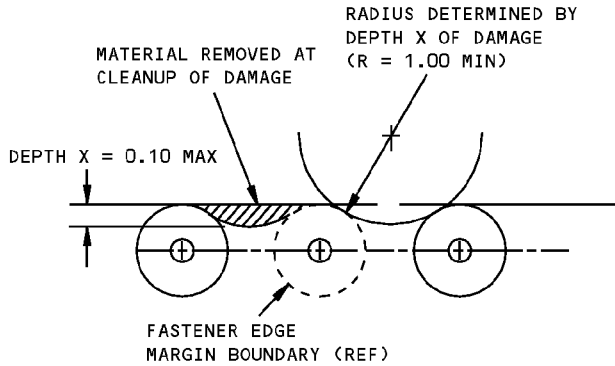 RADIUS DETERMINED BY
DEPTH X OF DAMAGE
(R = 1.00 MIN)
MATERIAL REMOVED AT
CLEANUP OF DAMAGE
DEPTH X = 0.10 MAX
FASTENER EDGE
MARGIN BOUNDARY (REF)